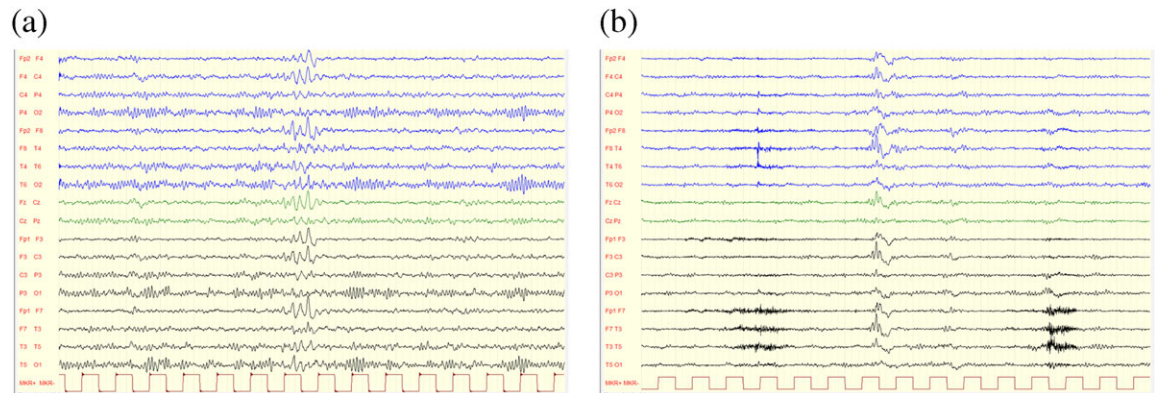 (a)
Fp2 F4
F4 C4
C4 P4
P4 O2
Fp2 F8
F8 T4
T4 T6
T6 O2
Fz Cz
Cz Pz
Fp1 F3
F3 C3
C3 P3
P3 O1
Fp1 F7
F7 T3
T3 T5
T5 O1
MKR+ MKR-
(b)
Fp2 F4
F4 C4
C4 P4
P4 O2
Fp2 F8
F8 T4
T4 T6
T6 O2
Fz Cz
Cz Pz
Fp1 F3
F3 C3
C3 P3
P3 O1
Fp1 F7
F7 T3
T3 T5
T5 O1
MKR+ MKR-